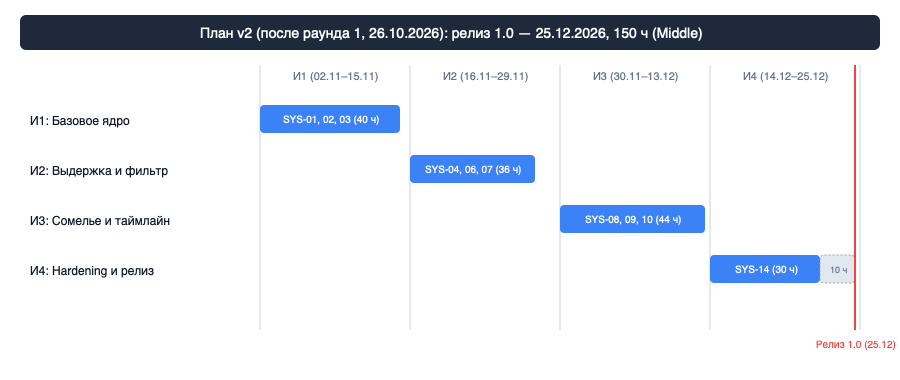 План v2 (после раунда 1, 26.10.2026): релиз 1.0 — 25.12.2026, 150 ч (Middle)
И1 (02.11–15.11)
И2 (16.11–29.11)
И3 (30.11–13.12)
И4 (14.12–25.12)
И1: Базовое ядро
SYS-01, 02, 03 (40 ч)
И2: Выдержка и фильтр
SYS-04, 06, 07 (36 ч)
И3: Сомелье и таймлайн
SYS-08, 09, 10 (44 ч)
И4: Hardening и релиз
SYS-14 (30 ч)
10 ч
Релиз 1.0 (25.12)